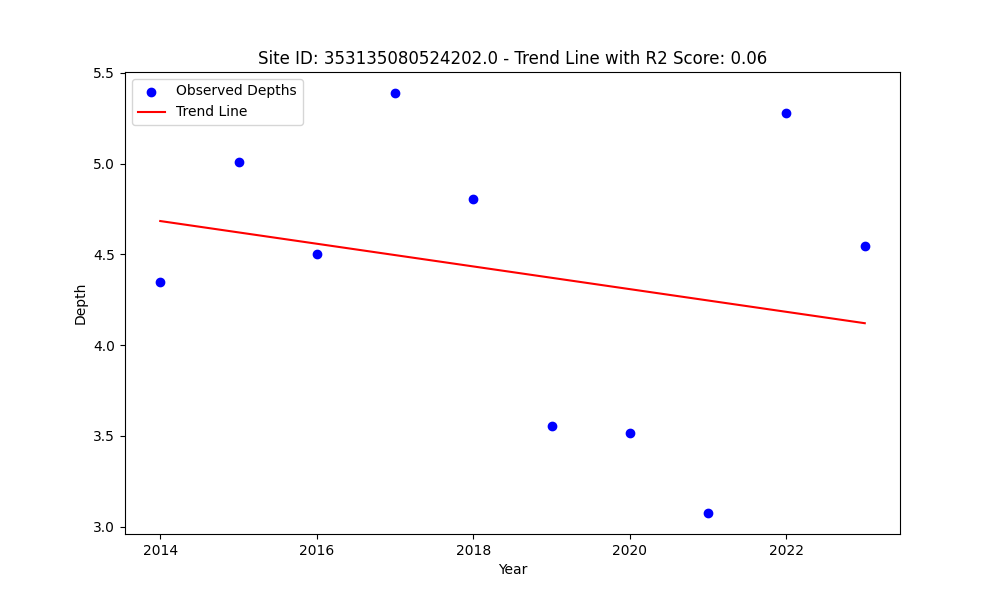 Site ID: 353135080524202.0 - Trend Line with R2 Score: 0.06
Observed Depths
Trend Line
5.5
5.0
4.5
4.0
3.5
3.0
Depth
2014 2016 2018 2020 2022
Year